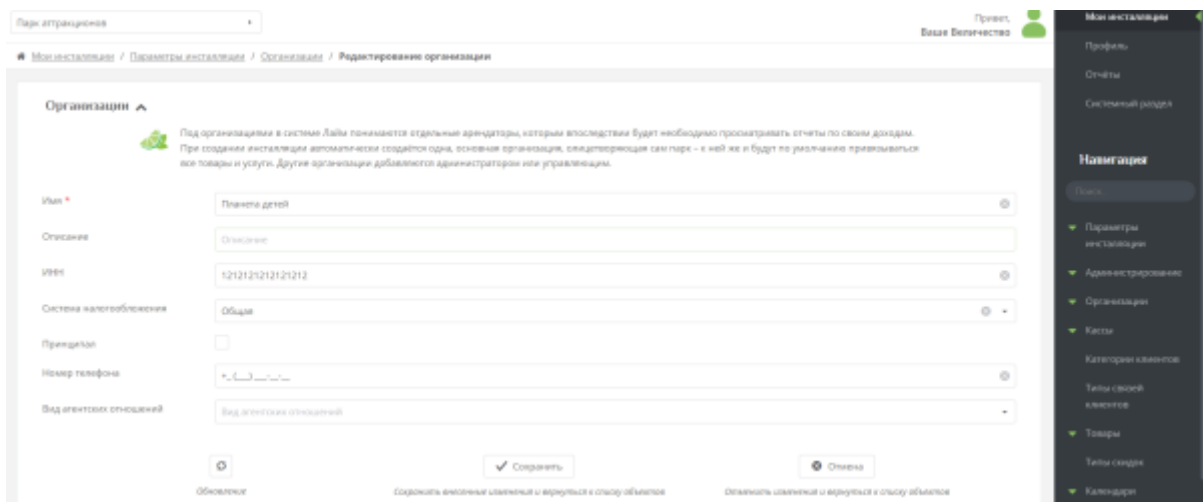 Парк аттракционов
Привет,
Ваше Величество
Мои инсталляции / Параметры инсталляции / Организации / Редактирование организации
Организации
Под организациями в системе Лайм понимаются отдельные арендаторы, которым впоследствии будет необходимо просматривать отчеты по своим доходам.
При создании инсталляции автоматически создаётся одна, основная организация, олицетворяющая сам парк – к ней же и будут по умолчанию привязываться
все товары и услуги. Другие организации добавляются администратором или управляющим.
Имя *
Планета детей
Описание
Описание
ИНН
1212121212121212
Система налогообложения
Общая
Принципал
Номер телефона
+_ (___) ___-__-__
Вид агентских отношений
Вид агентских отношений
Сохранить
Отмена
Обновление
Сохранить внесенные изменения и вернуться к списку объектов
Отменить изменения и вернуться к списку объектов
Мои инсталляции
Профиль
Отчёты
Системный раздел
Навигация
Поиск...
Параметры
инсталляции
Администрирование
Организации
Кассы
Категории клиентов
Типы связей
клиентов
Товары
Типы скидок
Календари